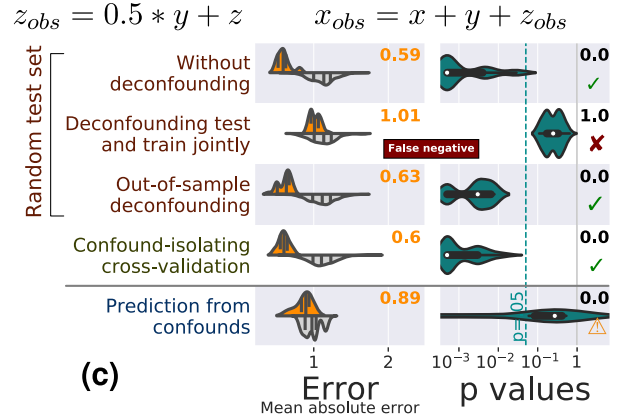 z_obs = 0.5 * y + z
x_obs = x + y + z_obs
Random test set
Without
deconfounding
0.59
0.0
✓
Deconfounding test
and train jointly
1.01
False negative
1.0
✘
Out-of-sample
deconfounding
0.63
0.0
✓
Confound-isolating
cross-validation
0.6
0.0
✓
Prediction from
confounds
0.89
p=.05
0.0
⚠
(c)
1 2
Error
Mean absolute error
10⁻³ 10⁻² 10⁻¹ 1
p values